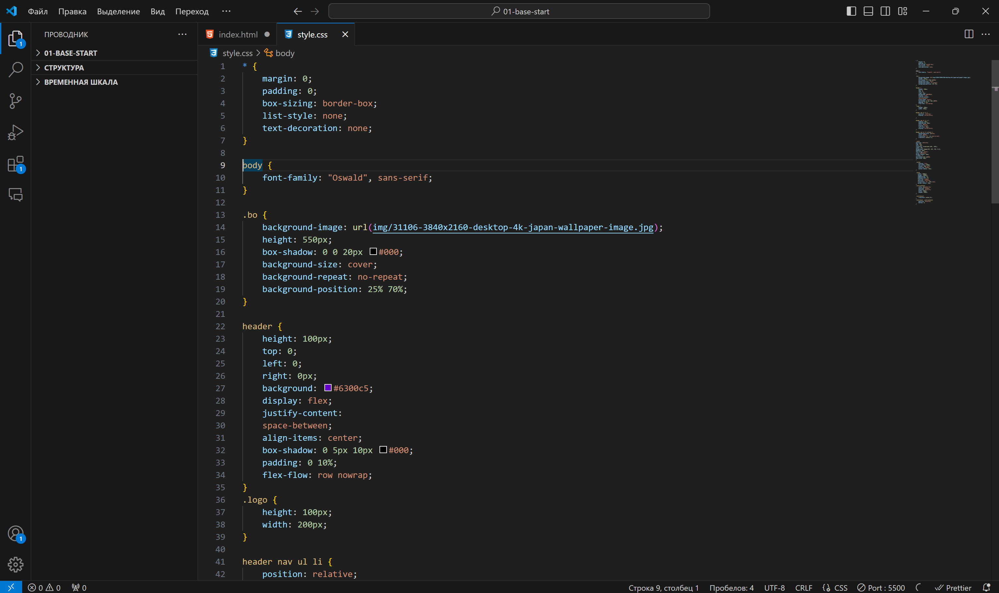 Файл Правка Выделение Вид Переход ··· 01-base-start
ПРОВОДНИК ···
01-BASE-START
СТРУКТУРА
ВРЕМЕННАЯ ШКАЛА
1
1
1
index.html style.css
style.css > body
1 * {
2 margin: 0;
3 padding: 0;
4 box-sizing: border-box;
5 list-style: none;
6 text-decoration: none;
7 }
8
9 body {
10 font-family: "Oswald", sans-serif;
11 }
12
13 .bo {
14 background-image: url(img/31106-3840x2160-desktop-4k-japan-wallpaper-image.jpg);
15 height: 550px;
16 box-shadow: 0 0 20px #000;
17 background-size: cover;
18 background-repeat: no-repeat;
19 background-position: 25% 70%;
20 }
21
22 header {
23 height: 100px;
24 top: 0;
25 left: 0;
26 right: 0px;
27 background: #6300c5;
28 display: flex;
29 justify-content:
30 space-between;
31 align-items: center;
32 box-shadow: 0 5px 10px #000;
33 padding: 0 10%;
34 flex-flow: row nowrap;
35 }
36 .logo {
37 height: 100px;
38 width: 200px;
39 }
40
41 header nav ul li {
42 position: relative;
0 0 0 Строка 9, столбец 1 Пробелов: 4 UTF-8 CRLF CSS Port : 5500 Prettier